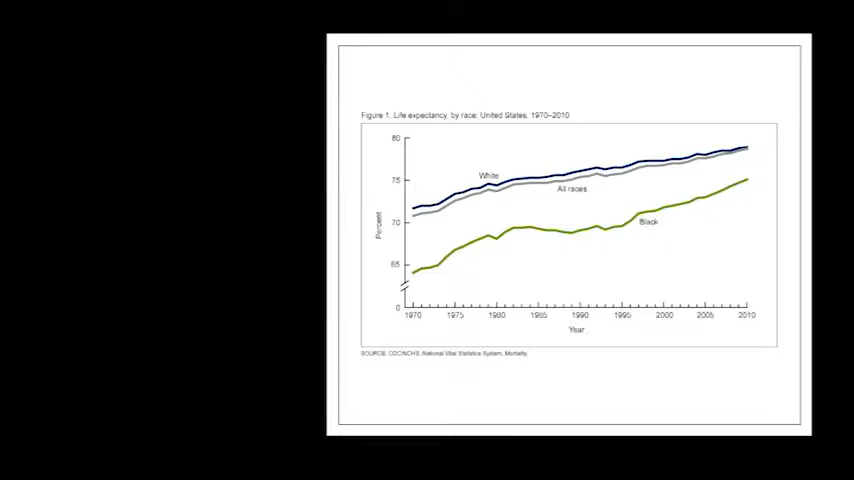 Figure 1. Life expectancy, by race: United States, 1970–2010
80
White
75
All races
70
Black
Percent
65
0
1970 1975 1980 1985 1990 1995 2000 2005 2010
Year
SOURCE: CDC/NCHS, National Vital Statistics System, Mortality.